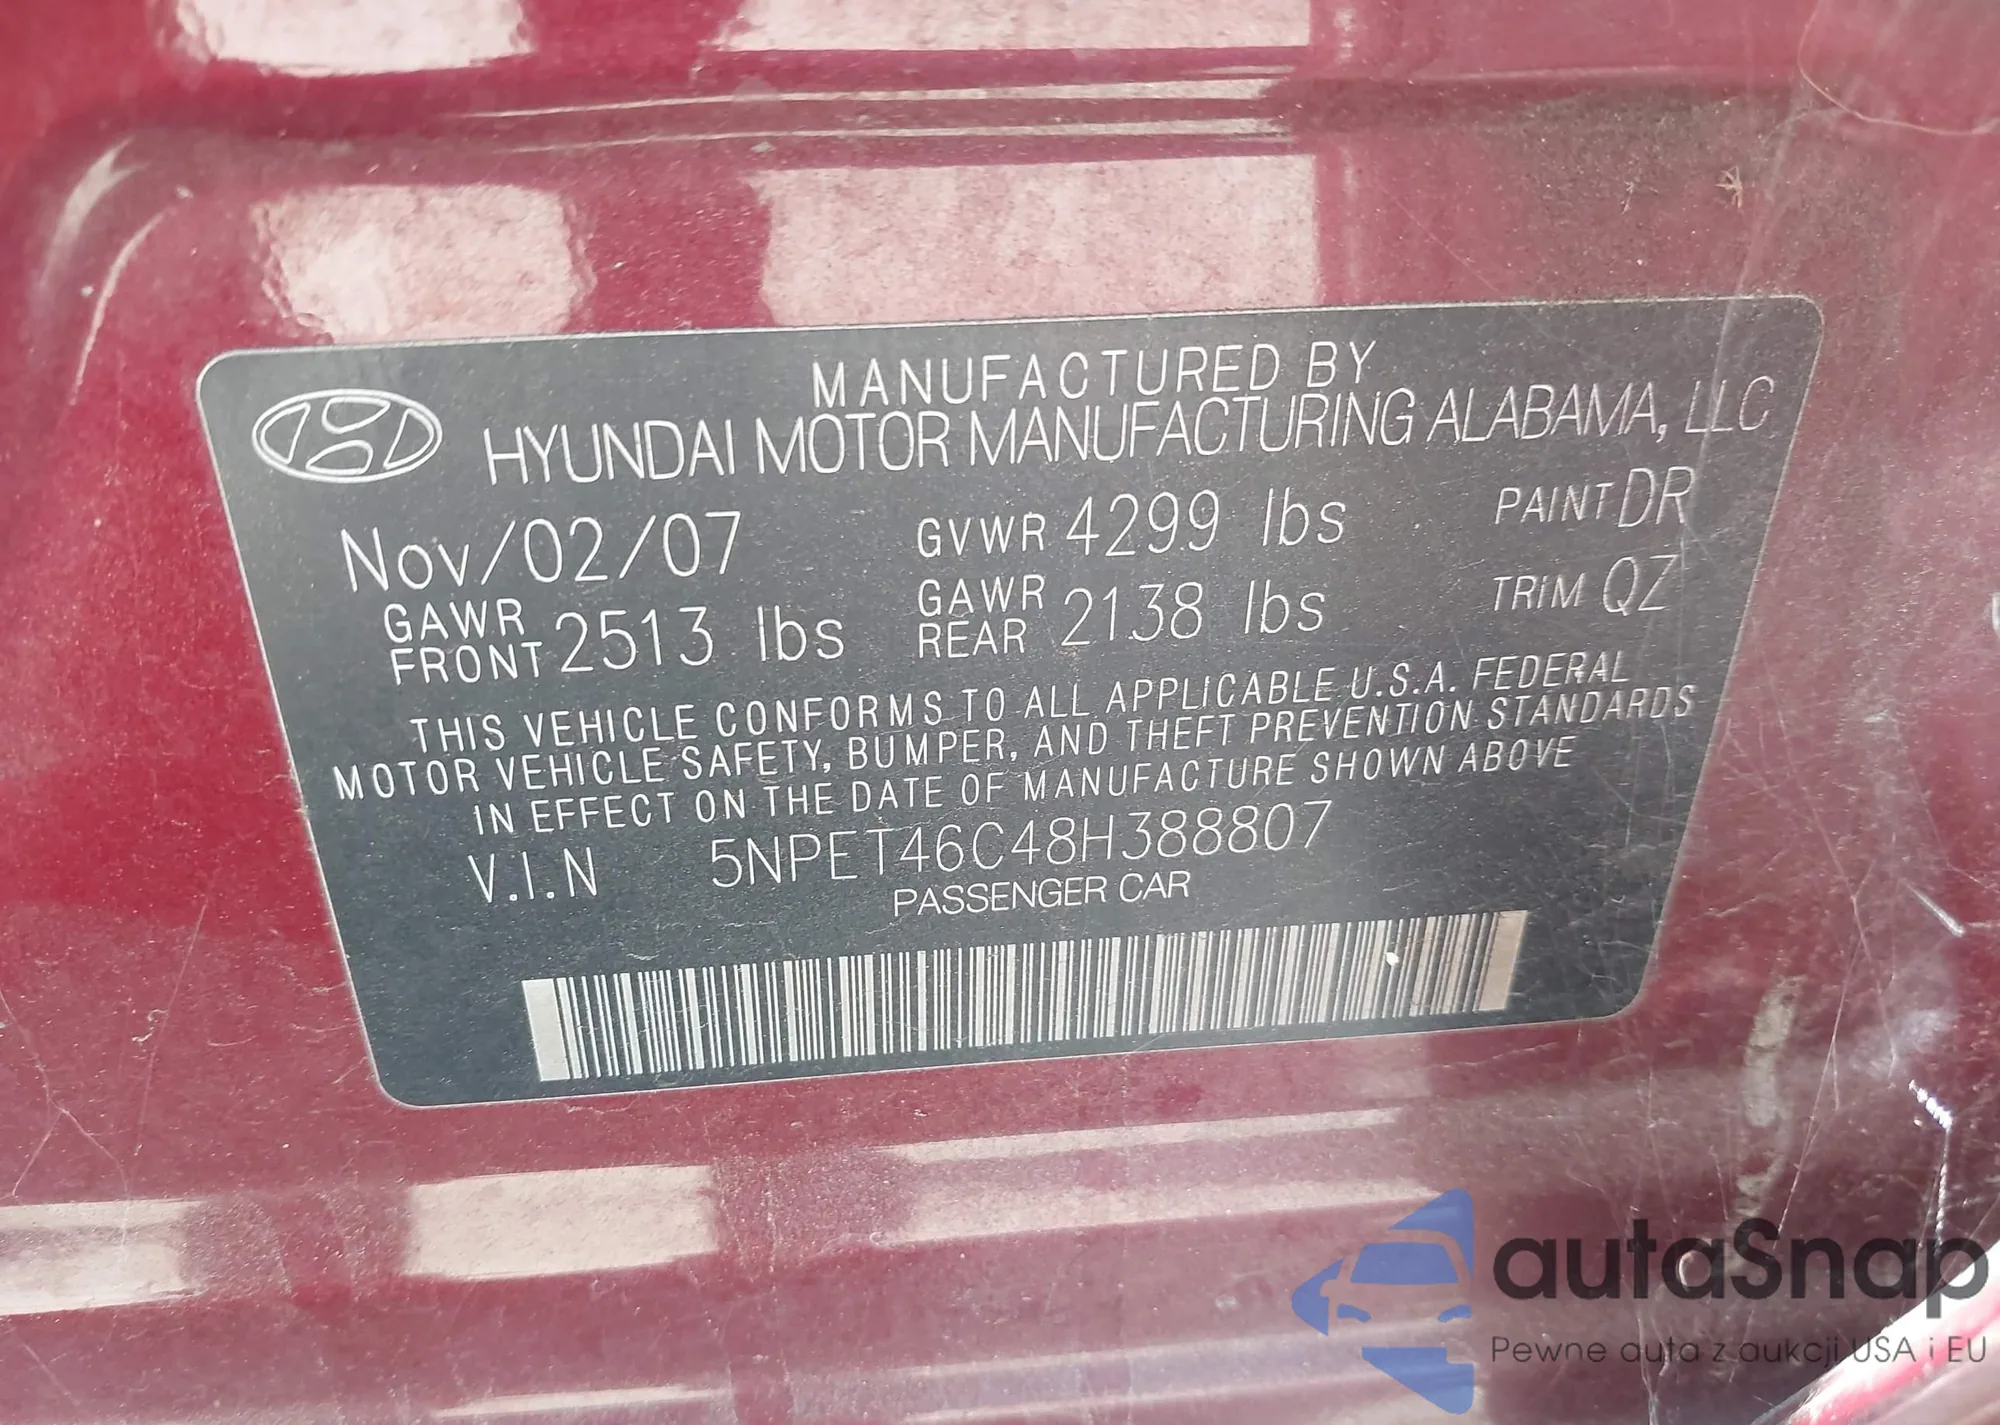 MANUFACTURED BY
HYUNDAI MOTOR MANUFACTURING ALABAMA, LLC
Nov/02/07 GVWR 4299 lbs PAINT DR
GAWR FRONT 2513 lbs GAWR REAR 2138 lbs TRIM QZ
THIS VEHICLE CONFORMS TO ALL APPLICABLE U.S.A. FEDERAL
MOTOR VEHICLE SAFETY, BUMPER, AND THEFT PREVENTION STANDARDS
IN EFFECT ON THE DATE OF MANUFACTURE SHOWN ABOVE
V.I.N 5NPET46C48H388807
PASSENGER CAR
autaSnap
Pewne auta z aukcji USA i EU